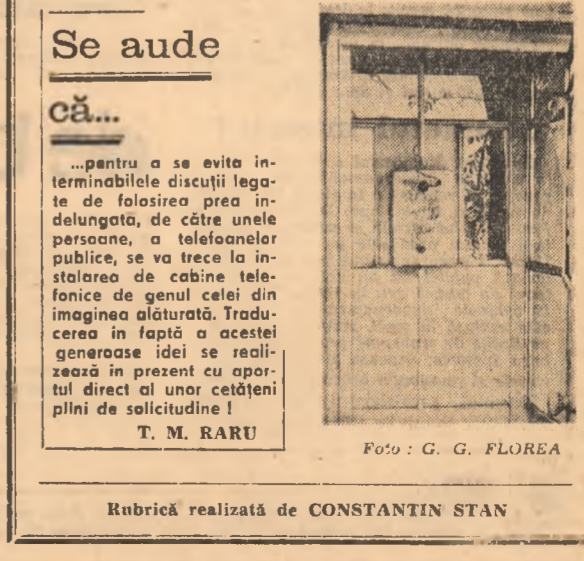 Se aude
că...
...pentru a se evita in-
terminabilele discuții lega-
te de folosirea prea în-
delungata, de către unele
persoane, a telefoanelor
publice, se va trece la in-
stalarea de cabine tele-
fonice de genul celei din
imaginea alăturată. Tradu-
cerea in faptă a acestei
generoase idei se reali-
zează in prezent cu apor-
tul direct al unor cetățeni
plini de solicitudine !
T. M. RARU
Foto : G. G. FLOREA
Rubrică realizată de CONSTANTIN STAN